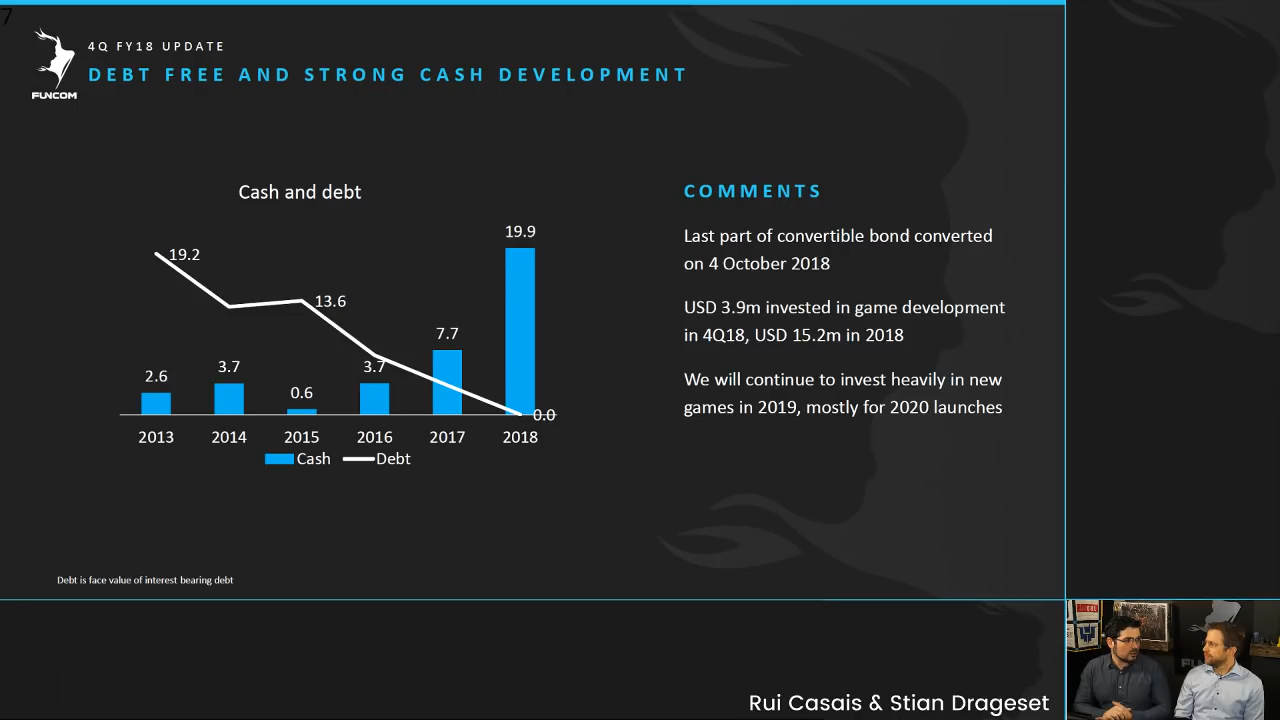 7
4Q FY18 UPDATE
DEBT FREE AND STRONG CASH DEVELOPMENT
FUNCOM
Cash and debt
19.9
19.2
13.6
7.7
3.7
3.7
2.6
0.6
0.0
2013 2014 2015 2016 2017 2018
Cash Debt
COMMENTS
Last part of convertible bond converted
on 4 October 2018
USD 3.9m invested in game development
in 4Q18, USD 15.2m in 2018
We will continue to invest heavily in new
games in 2019, mostly for 2020 launches
Debt is face value of interest bearing debt
Rui Casais & Stian Drageset